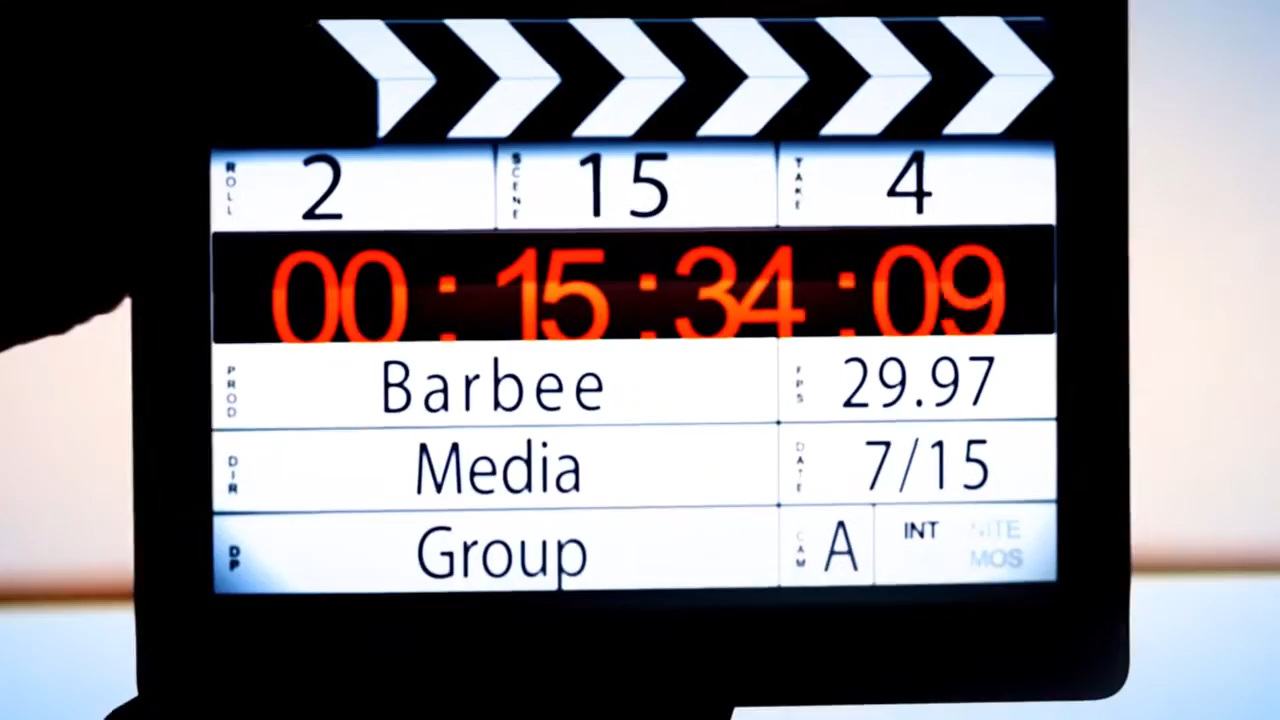 ROLL 2 SCENE 15 TAKE 4
00:15:34:09
PROD Barbee FPS 29.97
DIR Media DATE 7/15
DP Group CAM A INT NITE
MOS